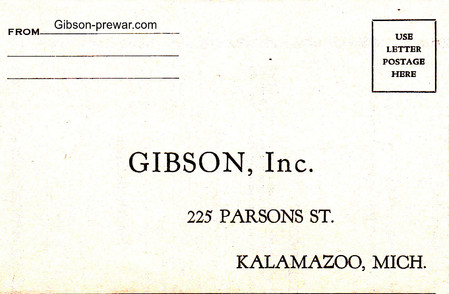 FROM Gibson-prewar.com
USE
LETTER
POSTAGE
HERE
GIBSON, Inc.
225 PARSONS ST.
KALAMAZOO, MICH.